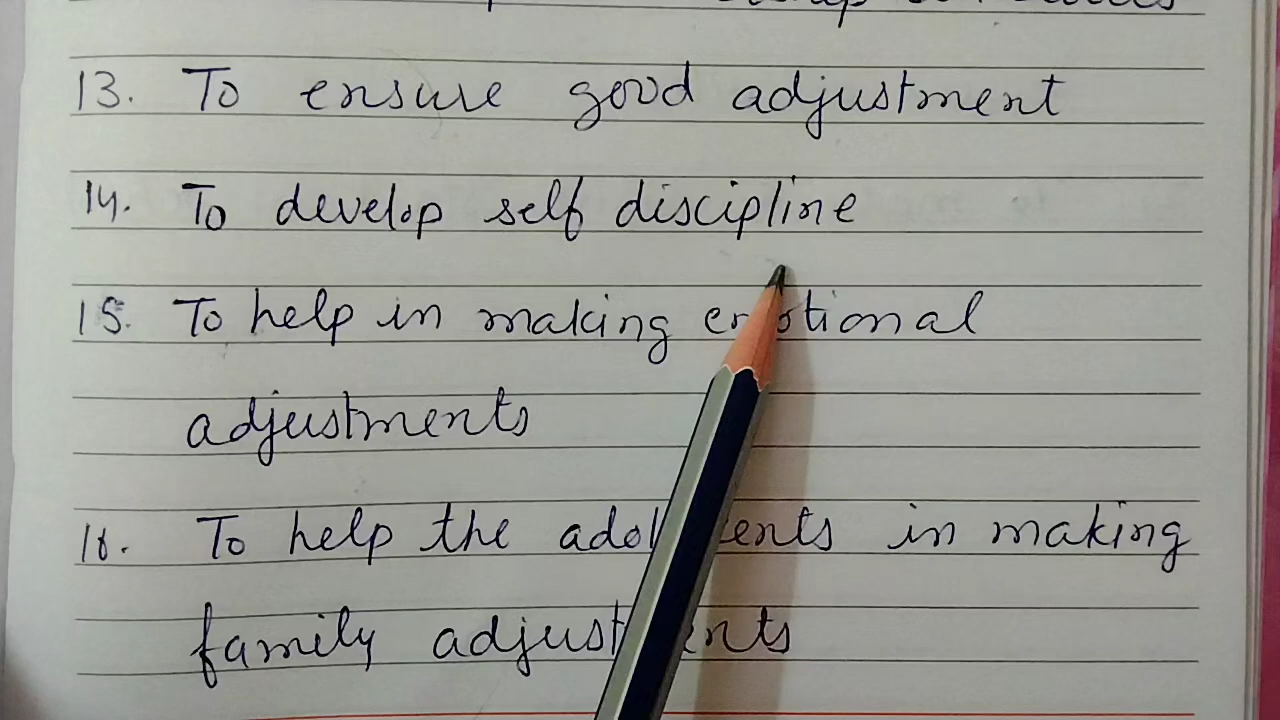 13. To ensure good adjustment
14. To develop self discipline
15. To help in making emotional
adjustments
16. To help the in making
family